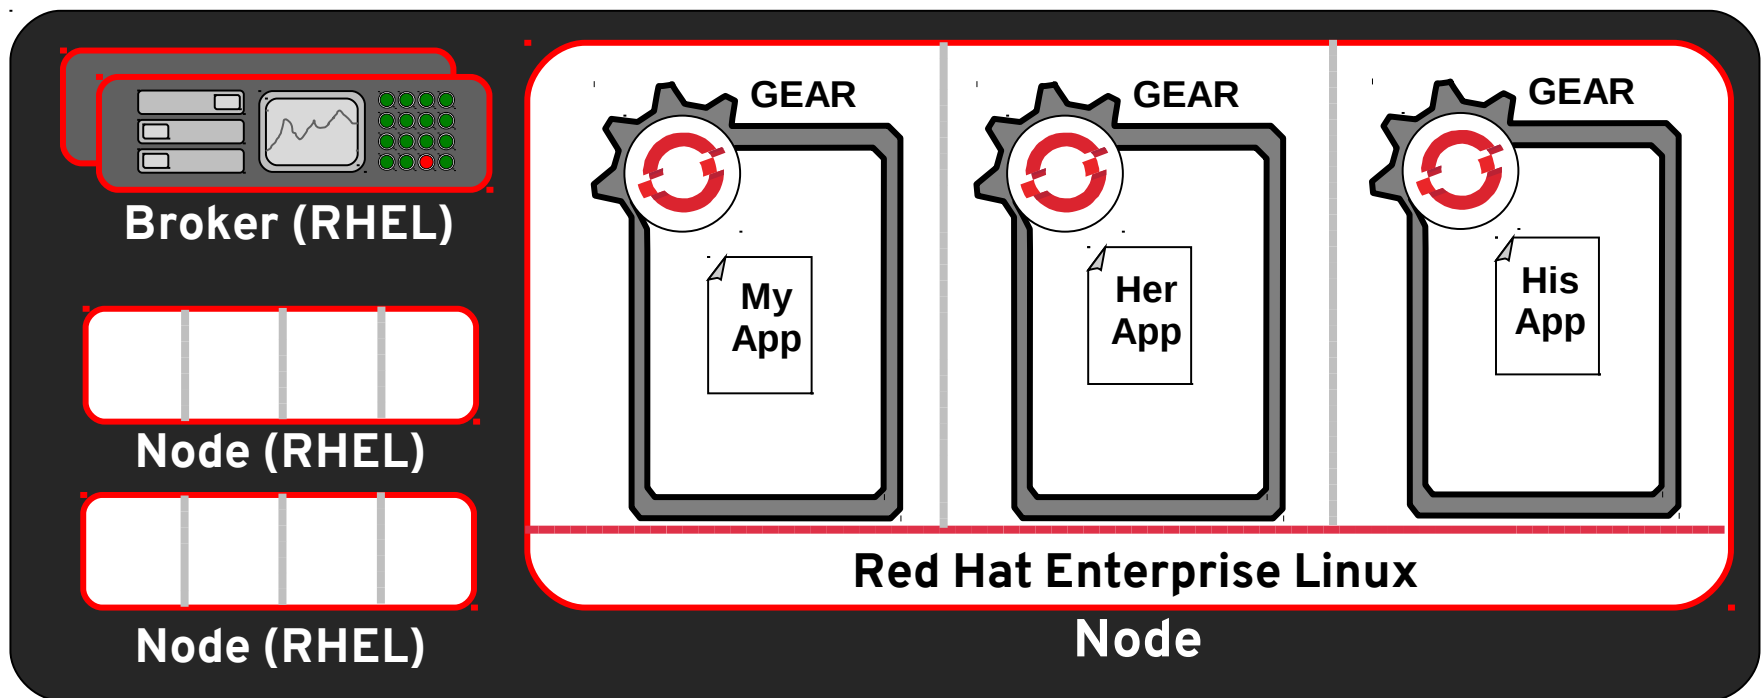 Broker (RHEL)
Node (RHEL)
Node (RHEL)
GEAR
My
App
GEAR
Her
App
GEAR
His
App
Red Hat Enterprise Linux
Node